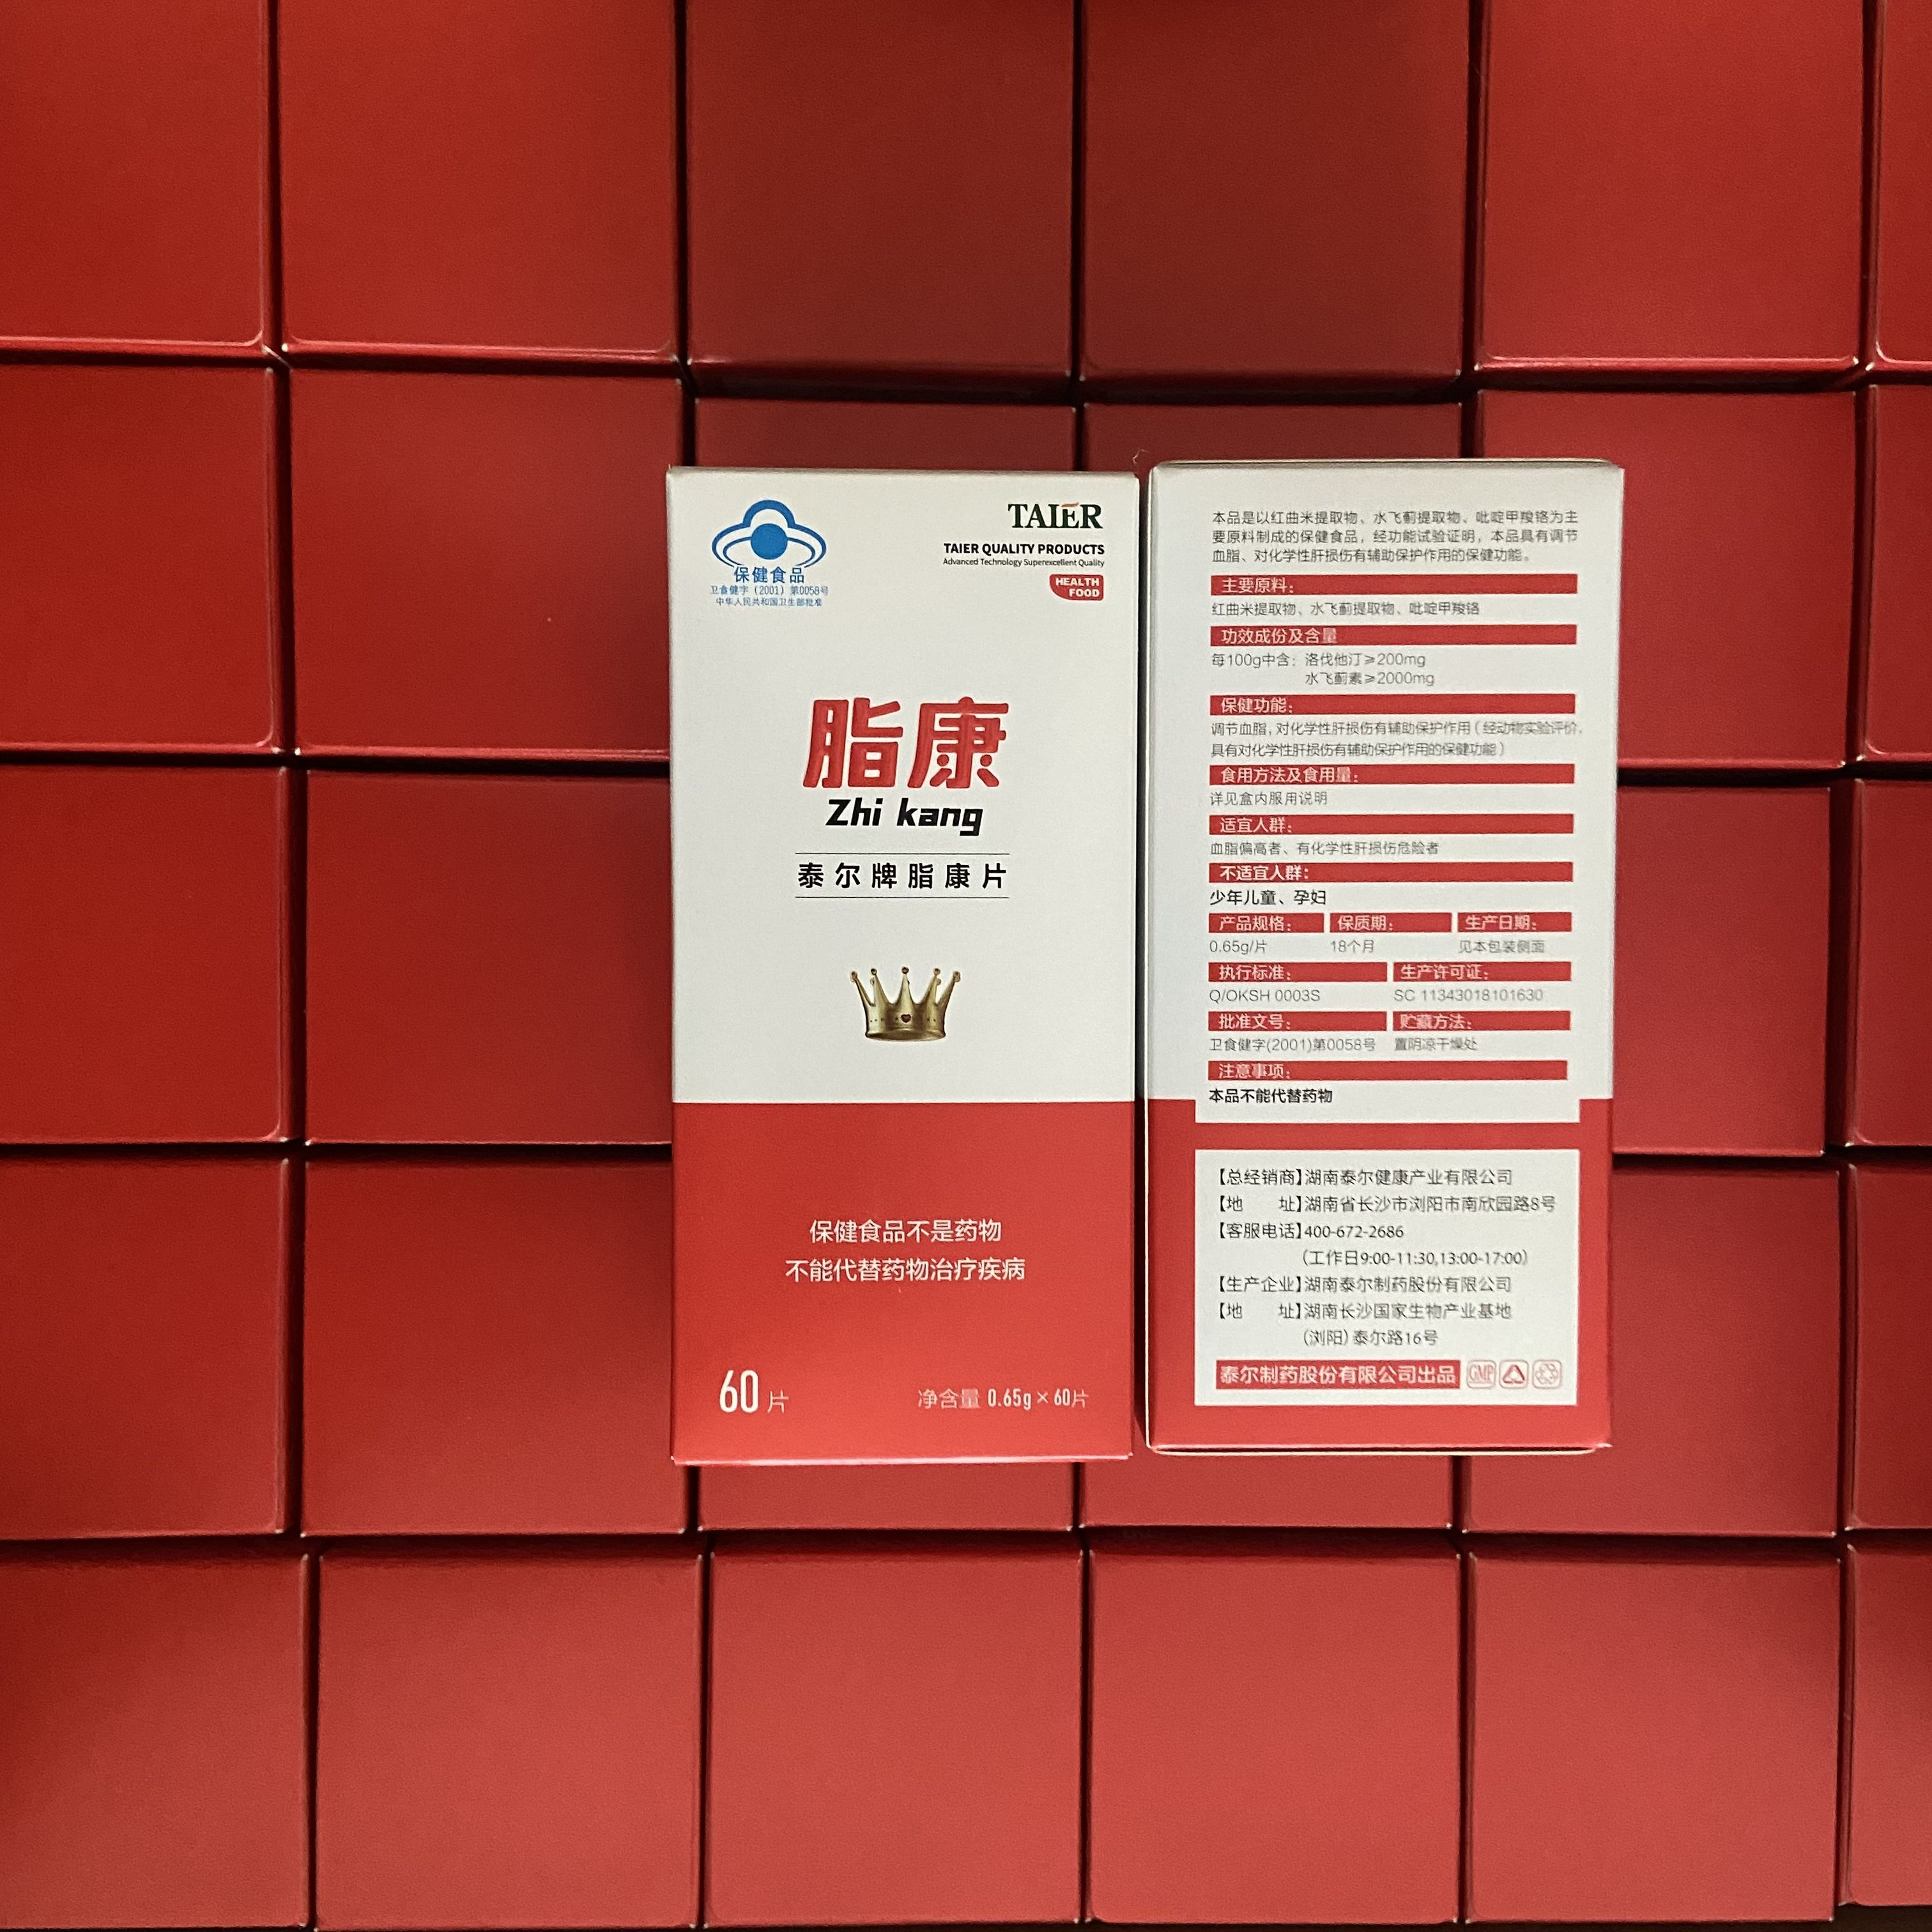 保健食品
卫食健字（2001）第0058号
中华人民共和国卫生部批准
TAIER
TAIER QUALITY PRODUCTS
Advanced Technology Superexcellent Quality
HEALTH
FOOD
脂康
Zhi kang
泰尔牌脂康片
保健食品不是药物
不能代替药物治疗疾病
60片
净含量 0.65g×60片
本品是以红曲米提取物、水飞蓟提取物、吡啶甲羧铬为主
要原料制成的保健食品，经功能试验证明，本品具有调节
血脂、对化学性肝损伤有辅助保护作用的保健功能。
主要原料：
红曲米提取物、水飞蓟提取物、吡啶甲羧铬
功效成份及含量
每100g中含：洛伐他汀≥200mg
水飞蓟素≥2000mg
保健功能：
调节血脂，对化学性肝损伤有辅助保护作用（经动物实验评价，
具有对化学性肝损伤有辅助保护作用的保健功能）
食用方法及食用量：
详见盒内服用说明
适宜人群：
血脂偏高者、有化学性肝损伤危险者
不适宜人群：
少年儿童、孕妇
产品规格： 保质期： 生产日期：
0.65g/片 18个月 见本包装侧面
执行标准： 生产许可证：
Q/OKSH 0003S SC 11343018101630
批准文号： 贮藏方法：
卫食健字(2001)第0058号 置阴凉干燥处
注意事项：
本品不能代替药物
【总经销商】湖南泰尔健康产业有限公司
【地 址】湖南省长沙市浏阳市南欣园路8号
【客服电话】400-672-2686
（工作日9:00-11:30,13:00-17:00）
【生产企业】湖南泰尔制药股份有限公司
【地 址】湖南长沙国家生物产业基地
（浏阳）泰尔路16号
泰尔制药股份有限公司出品 GMP